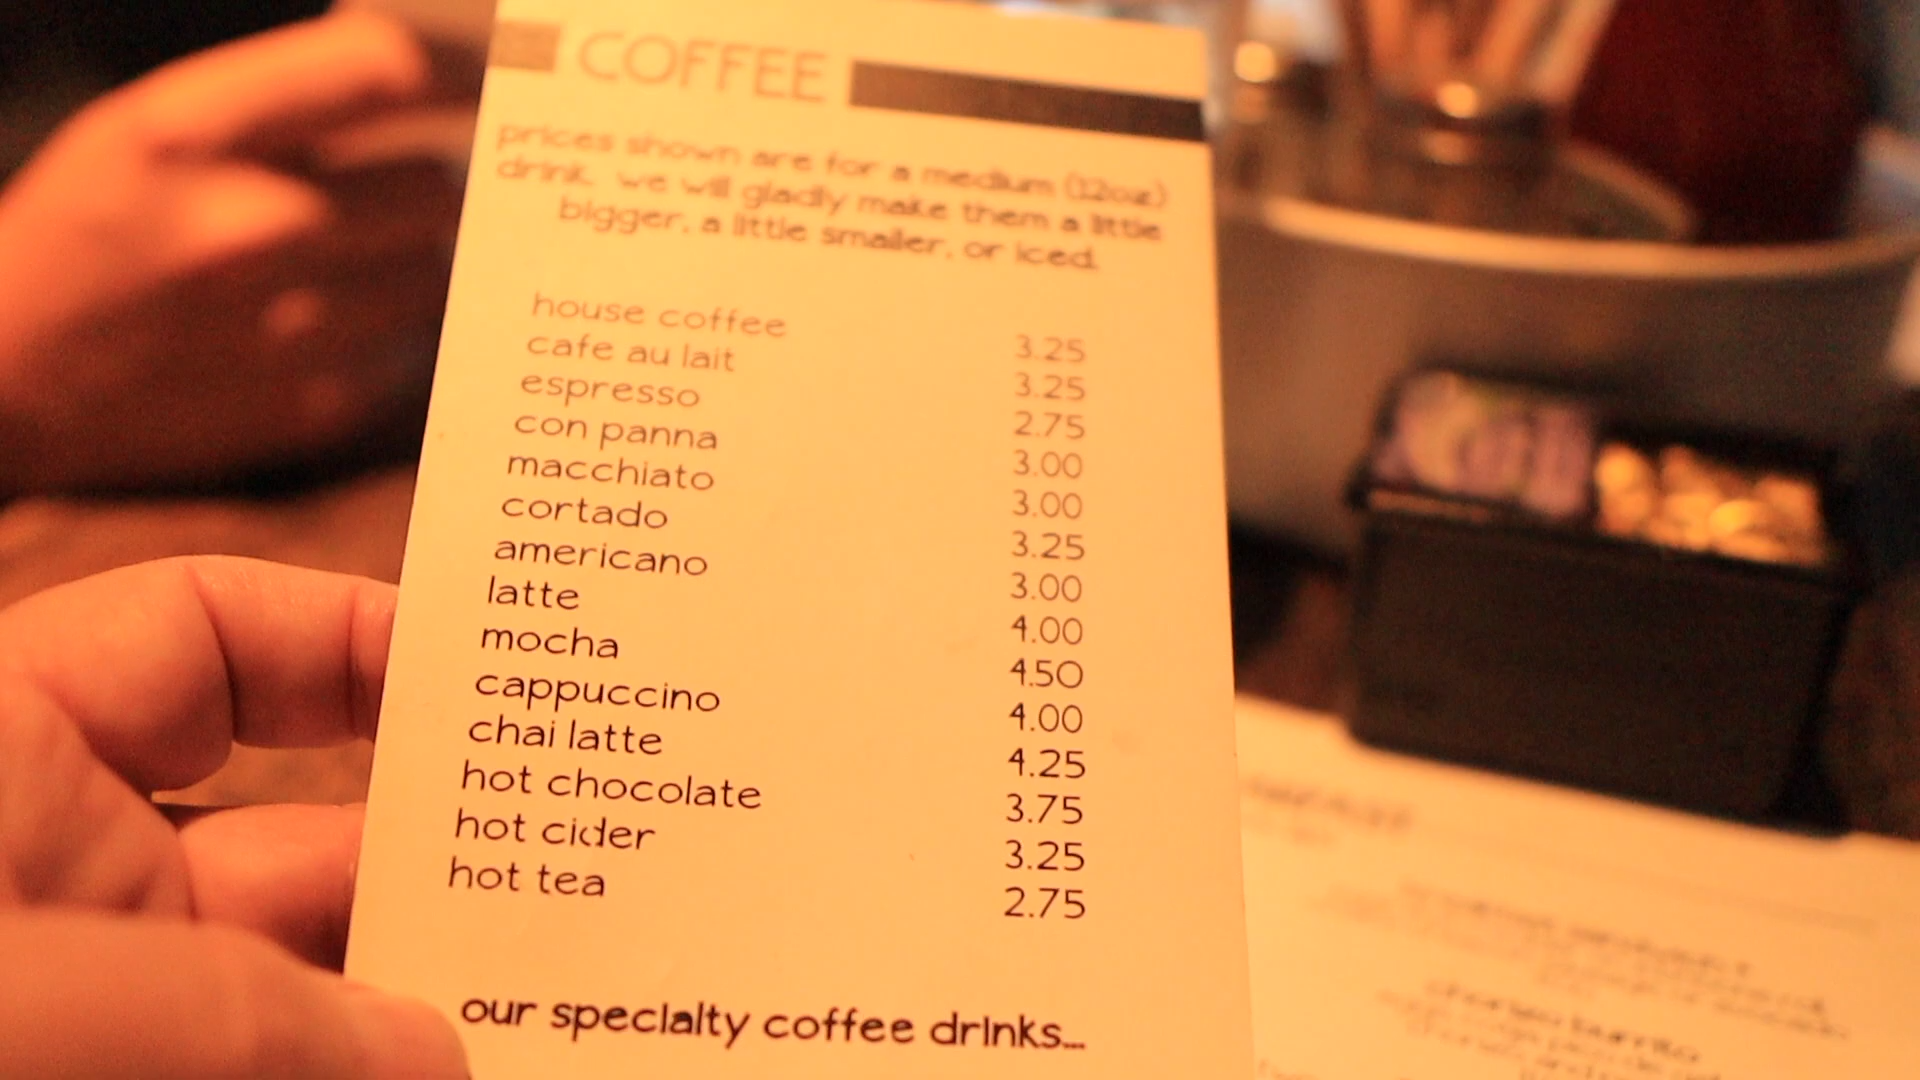 COFFEE
prices shown are for a medium (12oz)
drink. we will gladly make them a little
bigger, a little smaller, or iced.
house coffee 3.25
cafe au lait 3.25
espresso 2.75
con panna 3.00
macchiato 3.00
cortado 3.25
americano 3.00
latte 4.00
mocha 4.50
cappuccino 4.00
chai latte 4.25
hot chocolate 3.75
hot cider 3.25
hot tea 2.75
our specialty coffee drinks...
burrito